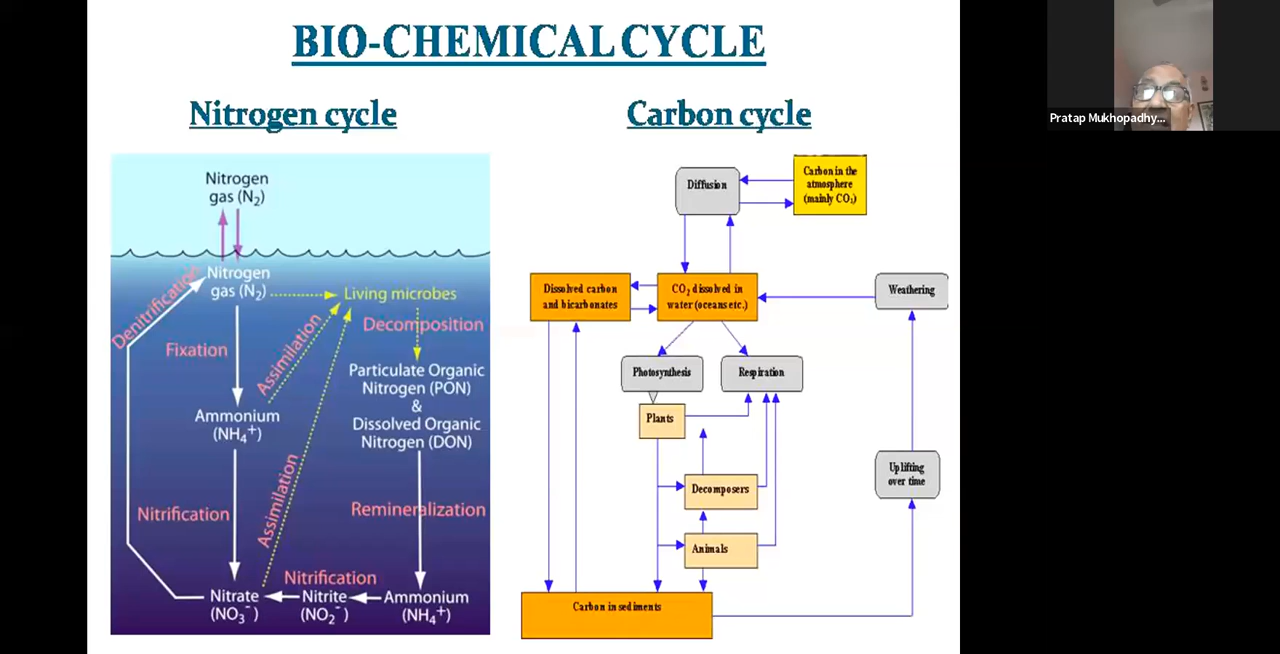 BIO-CHEMICAL CYCLE
Nitrogen cycle
Nitrogen
gas (N₂)
Nitrogen
gas (N₂)
Living microbes
Denitrification
Decomposition
Fixation
Assimilation
Particulate Organic
Nitrogen (PON)
&
Dissolved Organic
Nitrogen (DON)
Ammonium
(NH₄⁺)
Assimilation
Nitrification
Remineralization
Nitrification
Nitrate
(NO₃⁻)
Nitrite
(NO₂⁻)
Ammonium
(NH₄⁺)
Carbon cycle
Diffusion
Carbon in the
atmosphere
(mainly CO₂)
Dissolved carbon
and bicarbonates
CO₂ dissolved in
water (oceans etc.)
Weathering
Photosynthesis
Respiration
Plants
Uplifting
over time
Decomposers
Animals
Carbon in sediments
Pratap Mukhopadhy...